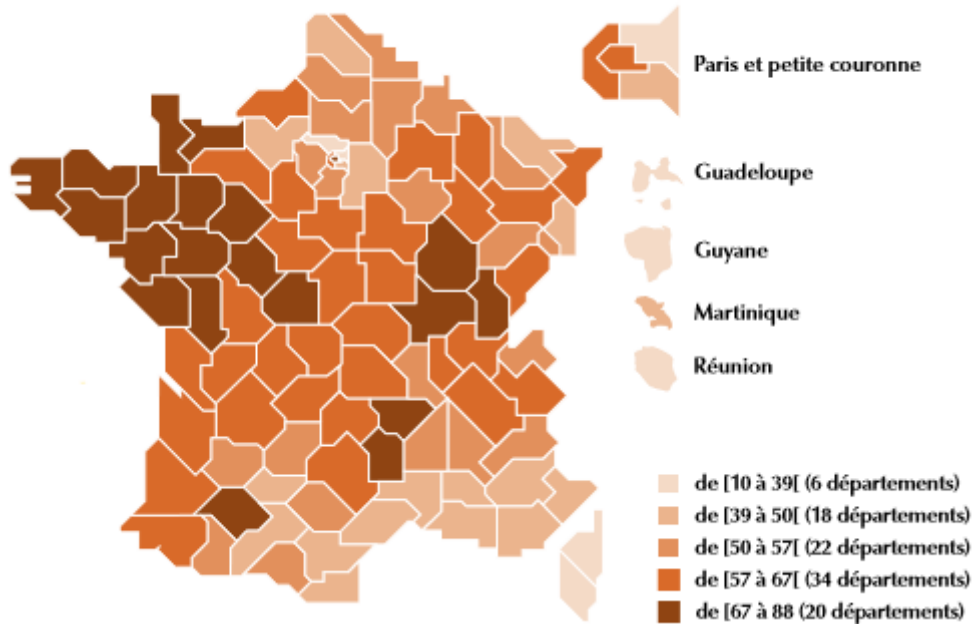 Paris et petite couronne
Guadeloupe
Guyane
Martinique
Réunion
de [10 à 39[ (6 départements)
de [39 à 50[ (18 départements)
de [50 à 57[ (22 départements)
de [57 à 67[ (34 départements)
de [67 à 88 (20 départements)